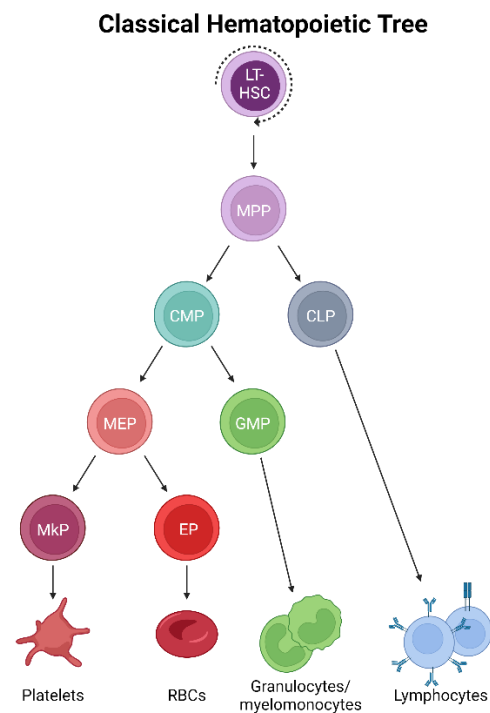 Classical Hematopoietic Tree
LT-
HSC
MPP
CMP
CLP
MEP
GMP
MkP
EP
Platelets
RBCs
Granulocytes/
myelomonocytes
Lymphocytes